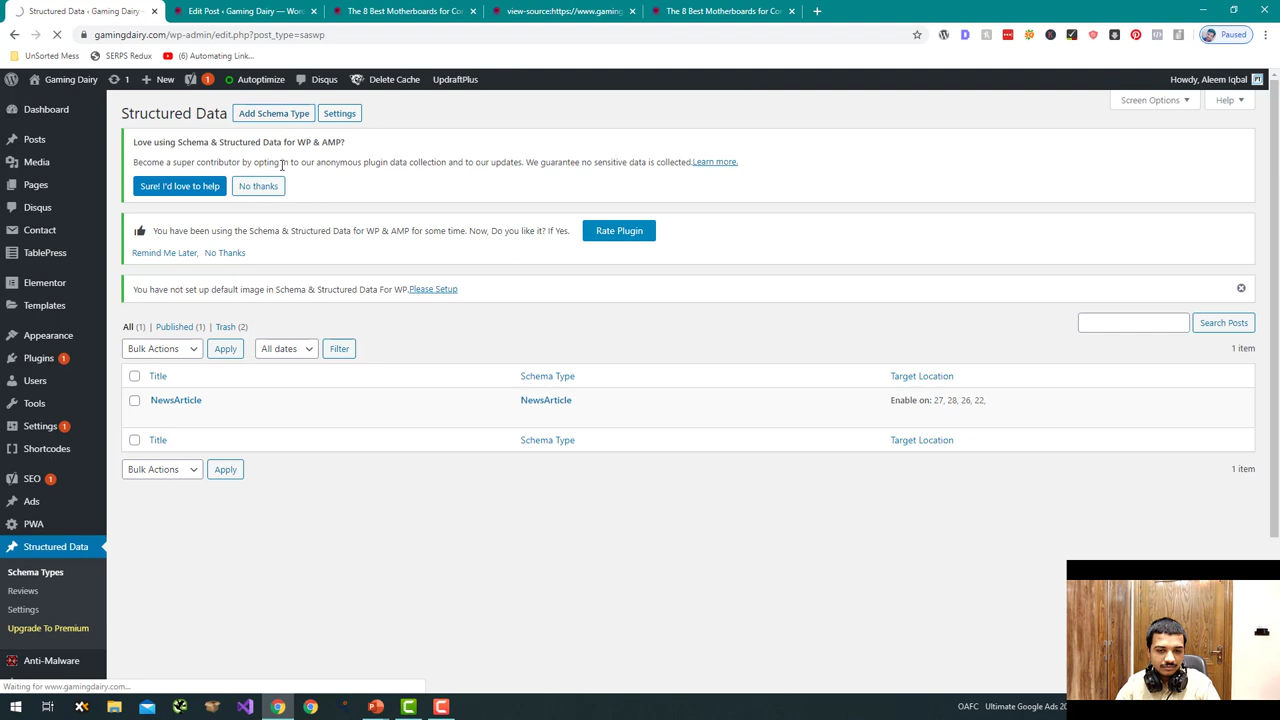 Structured Data ‹ Gaming Dairy —
Edit Post ‹ Gaming Dairy — Wor
The 8 Best Motherboards for Co
view-source:https://www.gaming
The 8 Best Motherboards for Co
gamingdairy.com/wp-admin/edit.php?post_type=saswp
Paused
UnSorted Mess
SERPS Redux
(6) Automating Link...
Gaming Dairy
1
New
1
Autoptimize
Disqus
Delete Cache
UpdraftPlus
Howdy, Aleem Iqbal
Dashboard
Posts
Media
Pages
Disqus
Contact
TablePress
Elementor
Templates
Appearance
Plugins 1
Users
Tools
Settings 1
Shortcodes
SEO 1
Ads
PWA
Structured Data
Schema Types
Reviews
Settings
Upgrade To Premium
Anti-Malware
Structured Data
Add Schema Type
Settings
Screen Options
Help
Love using Schema & Structured Data for WP & AMP?
Become a super contributor by opting in to our anonymous plugin data collection and to our updates. We guarantee no sensitive data is collected.Learn more.
Sure! I'd love to help
No thanks
You have been using the Schema & Structured Data for WP & AMP for some time. Now, Do you like it? If Yes.
Rate Plugin
Remind Me Later, No Thanks
You have not set up default image in Schema & Structured Data For WP.Please Setup
All (1) | Published (1) | Trash (2)
Search Posts
Bulk Actions
Apply
All dates
Filter
1 item
Title
Schema Type
Target Location
NewsArticle
NewsArticle
Enable on: 27, 28, 26, 22,
Title
Schema Type
Bulk Actions
Apply
1 item
Waiting for www.gamingdairy.com...
OAFC
Ultimate Google Ads 20